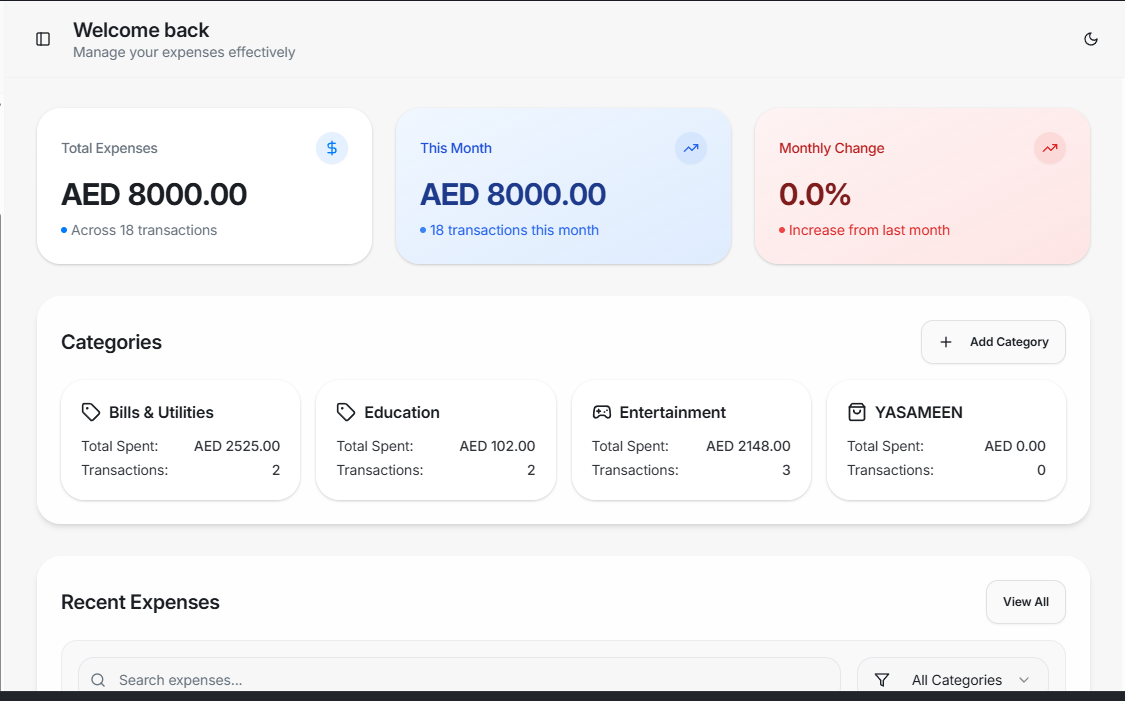 Welcome back
Manage your expenses effectively
Total Expenses
AED 8000.00
Across 18 transactions
This Month
AED 8000.00
18 transactions this month
Monthly Change
0.0%
Increase from last month
Categories
Add Category
Bills & Utilities
Total Spent: AED 2525.00
Transactions: 2
Education
Total Spent: AED 102.00
Transactions: 2
Entertainment
Total Spent: AED 2148.00
Transactions: 3
YASAMEEN
Total Spent: AED 0.00
Transactions: 0
Recent Expenses
View All
Search expenses...
All Categories